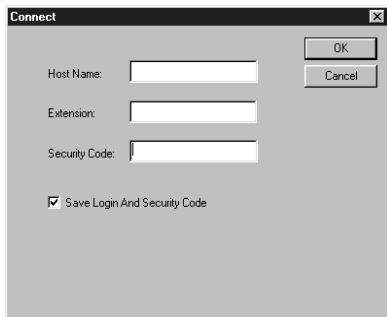 Connect
OK
Host Name:
Cancel
Extension:
Security Code:
Save Login And Security Code